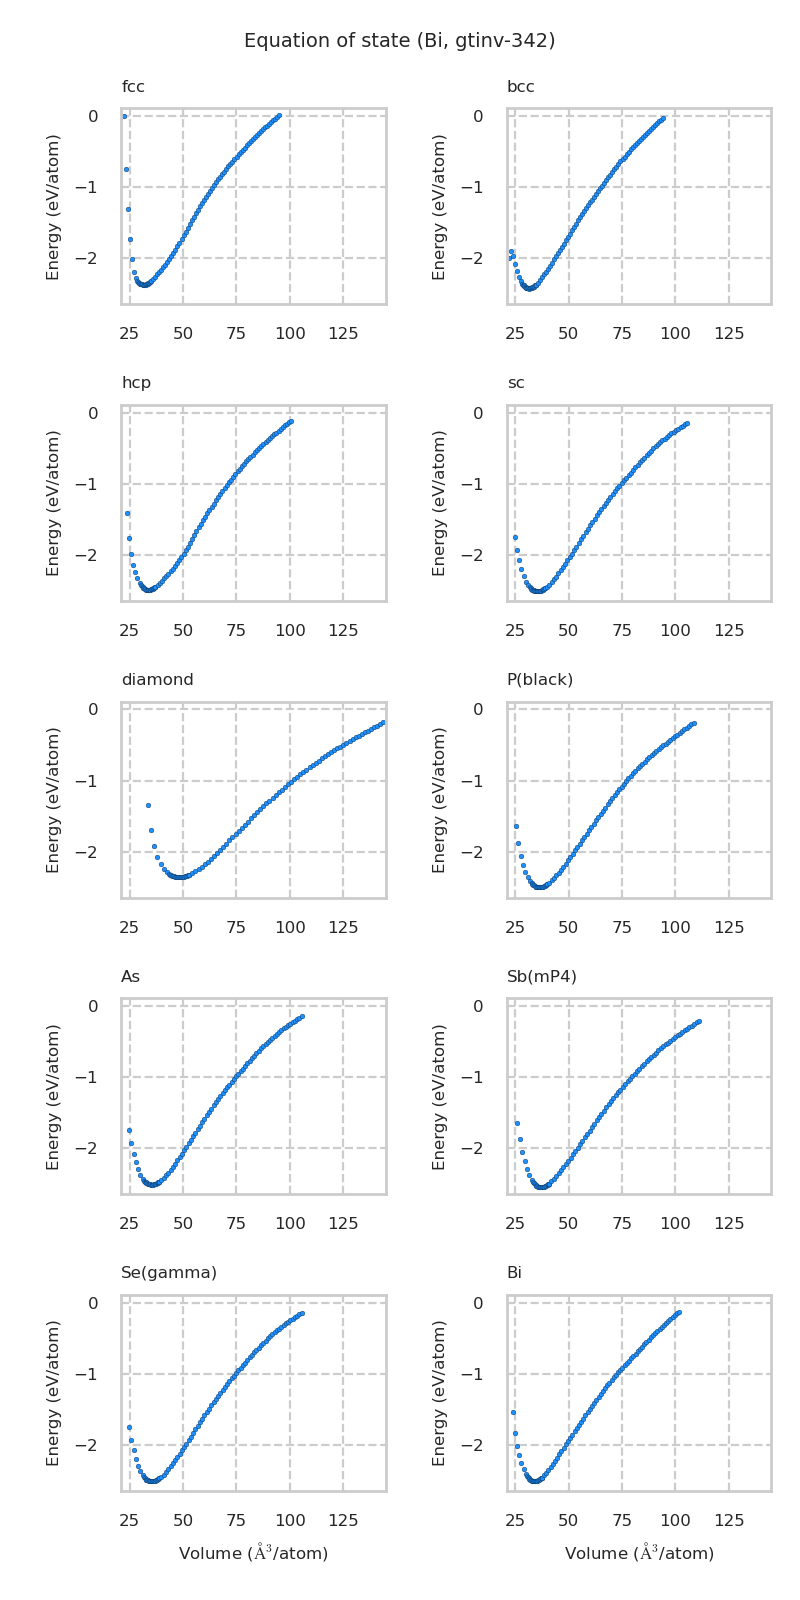 Equation of state (Bi, gtinv-342)
fcc
bcc
0
−1
−2
Energy (eV/atom)
25 50 75 100 125
0
−1
−2
Energy (eV/atom)
25 50 75 100 125
hcp
sc
0
−1
−2
Energy (eV/atom)
25 50 75 100 125
0
−1
−2
Energy (eV/atom)
25 50 75 100 125
diamond
P(black)
0
−1
−2
Energy (eV/atom)
25 50 75 100 125
0
−1
−2
Energy (eV/atom)
25 50 75 100 125
As
Sb(mP4)
0
−1
−2
Energy (eV/atom)
25 50 75 100 125
0
−1
−2
Energy (eV/atom)
25 50 75 100 125
Se(gamma)
Bi
0
−1
−2
Energy (eV/atom)
25 50 75 100 125
Volume (Å³/atom)
0
−1
−2
Energy (eV/atom)
25 50 75 100 125
Volume (Å³/atom)